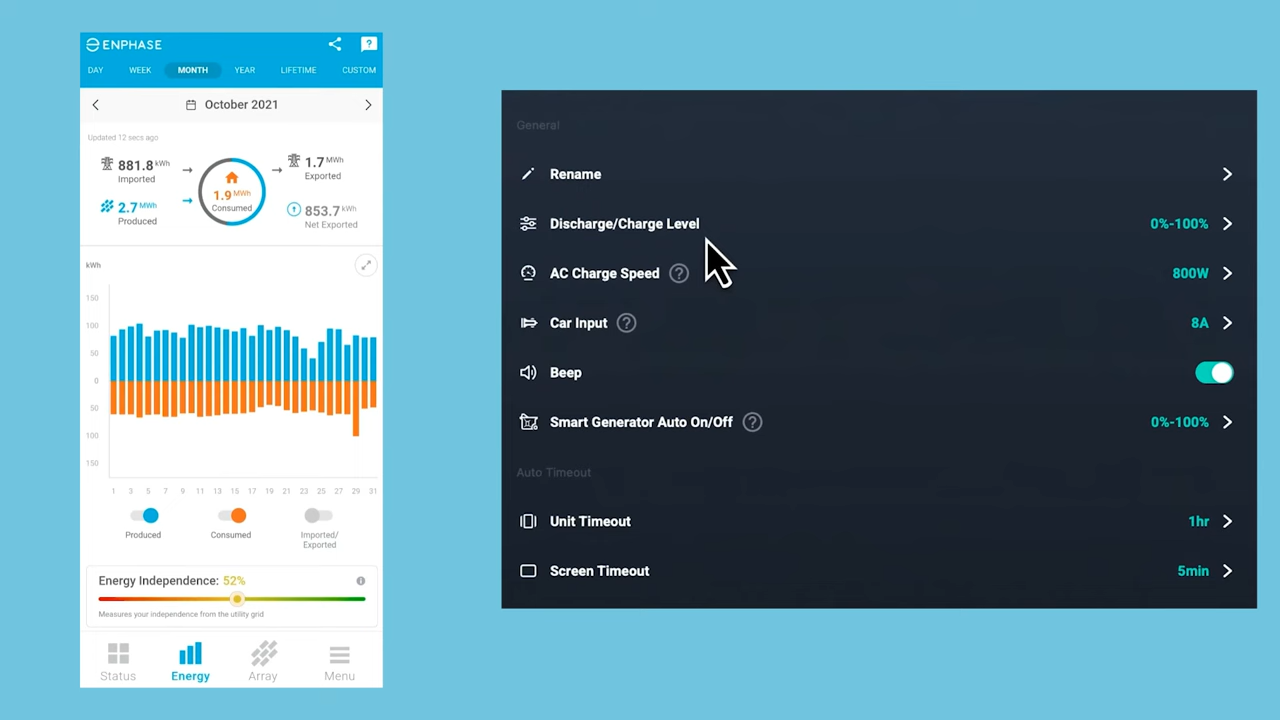 ENPHASE
DAY WEEK MONTH YEAR LIFETIME CUSTOM
October 2021
Updated 12 secs ago
881.8 kWh
Imported
1.7 MWh
Exported
1.9 MWh
Consumed
2.7 MWh
Produced
853.7 kWh
Net Exported
kWh
150
100
50
0
50
100
150
1 3 5 7 9 11 13 15 17 19 21 23 25 27 29 31
Produced
Consumed
Imported/
Exported
Energy Independence: 52%
Measures your independence from the utility grid
Status Energy Array Menu
General
Rename
Discharge/Charge Level 0%-100%
AC Charge Speed ? 800W
Car Input ? 8A
Beep
Smart Generator Auto On/Off ? 0%-100%
Auto Timeout
Unit Timeout 1hr
Screen Timeout 5min